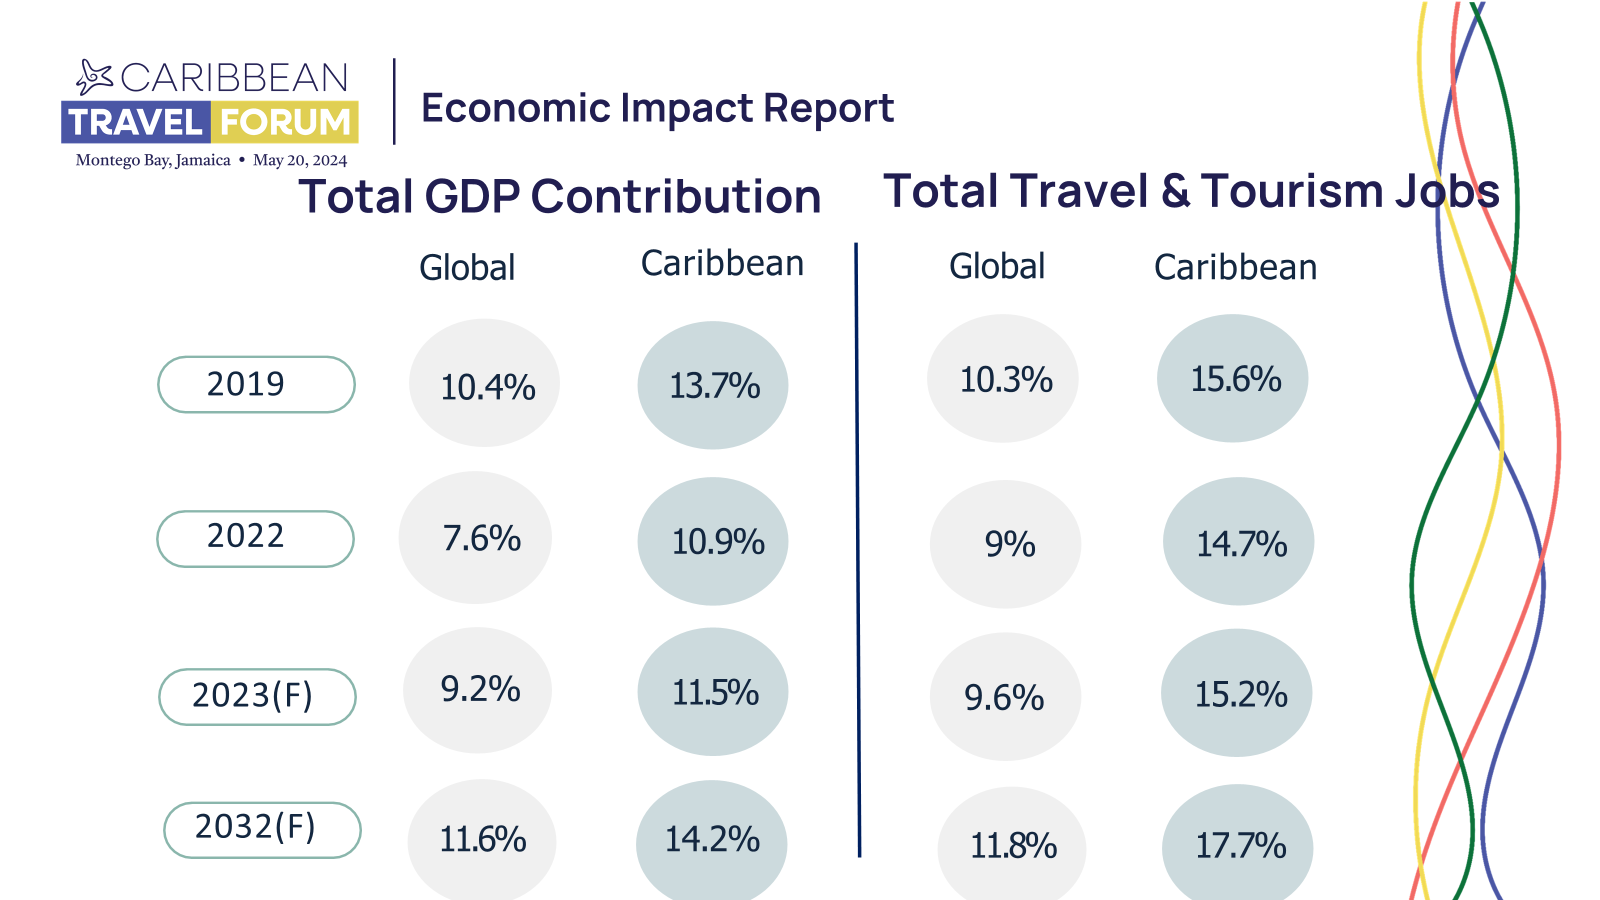 CARIBBEAN
TRAVEL FORUM
Montego Bay, Jamaica • May 20, 2024
Economic Impact Report
Total GDP Contribution
Total Travel & Tourism Jobs
Global Caribbean Global Caribbean
2019 10.4% 13.7% 10.3% 15.6%
2022 7.6% 10.9% 9% 14.7%
2023(F) 9.2% 11.5% 9.6% 15.2%
2032(F) 11.6% 14.2% 11.8% 17.7%